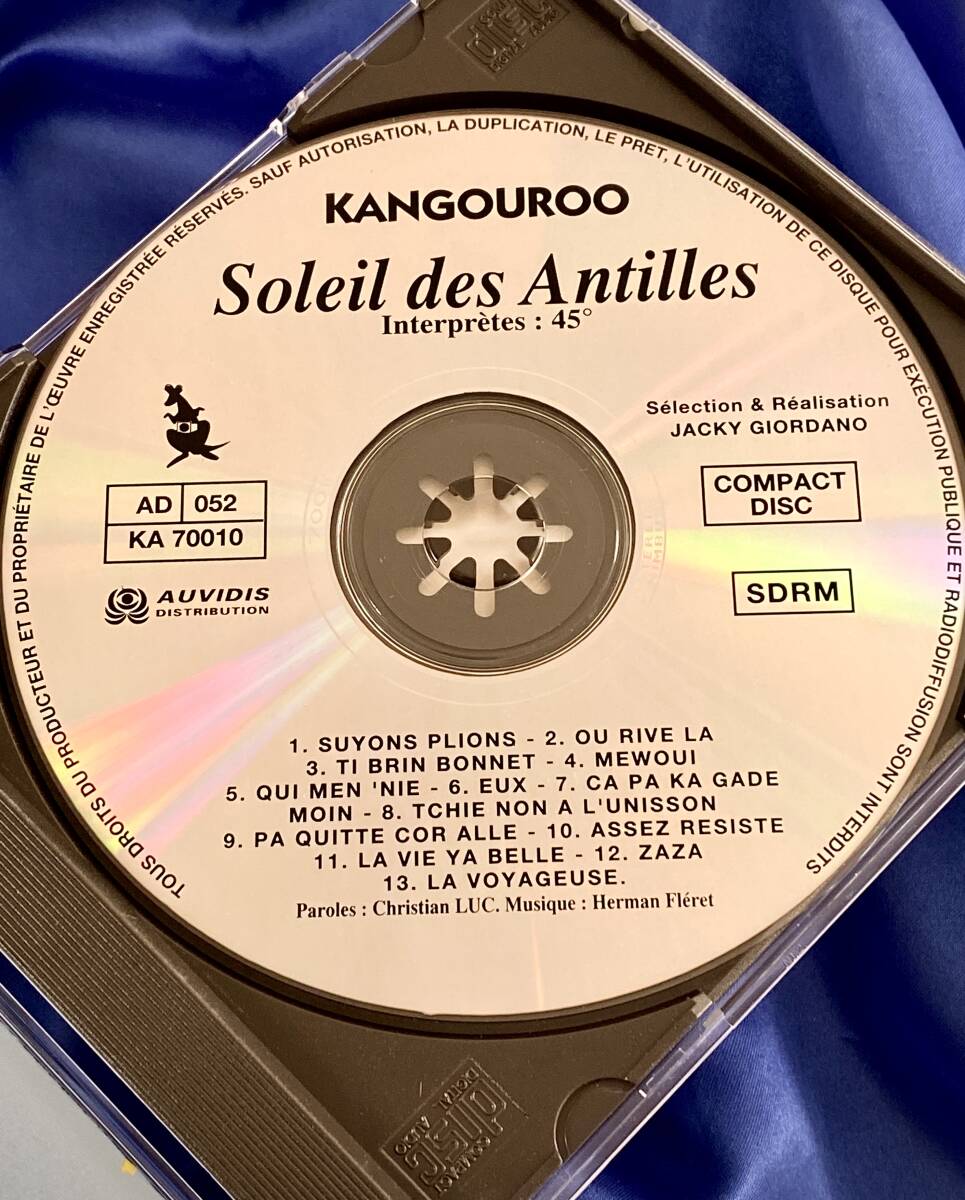 TOUS DROITS DU PRODUCTEUR ET DU PROPRIÉTAIRE DE L'ŒUVRE ENREGISTRÉE RÉSERVÉS. SAUF AUTORISATION, LA DUPLICATION, LE PRET, L'UTILISATION DE CE DISQUE POUR EXÉCUTION PUBLIQUE ET RADIODIFFUSION SONT INTERDITS
KANGOUROO
Soleil des Antilles
Interprètes : 45°
Sélection & Réalisation
JACKY GIORDANO
AD 052
KA 70010
COMPACT
DISC
AUVIDIS
DISTRIBUTION
SDRM
1. SUYONS PLIONS - 2. OU RIVE LA
3. TI BRIN BONNET - 4. MEWOUI
5. QUI MEN 'NIE - 6. EUX - 7. CA PA KA GADE
MOIN - 8. TCHIE NON A L'UNISSON
9. PA QUITTE COR ALLE - 10. ASSEZ RESISTE
11. LA VIE YA BELLE - 12. ZAZA
13. LA VOYAGEUSE.
Paroles : Christian LUC. Musique : Herman Fléret
COMPACT
disc
DIGITAL AUDIO